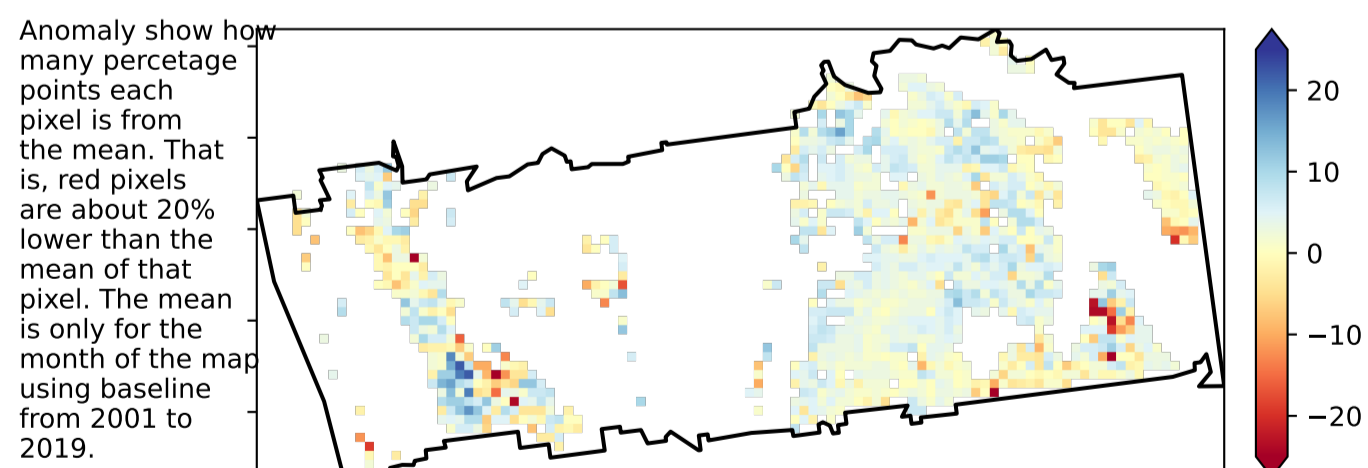 Anomaly show how
many percetage
points each
pixel is from
the mean. That
is, red pixels
are about 20%
lower than the
mean of that
pixel. The mean
is only for the
month of the map
using baseline
from 2001 to
2019.
20
10
0
−10
−20